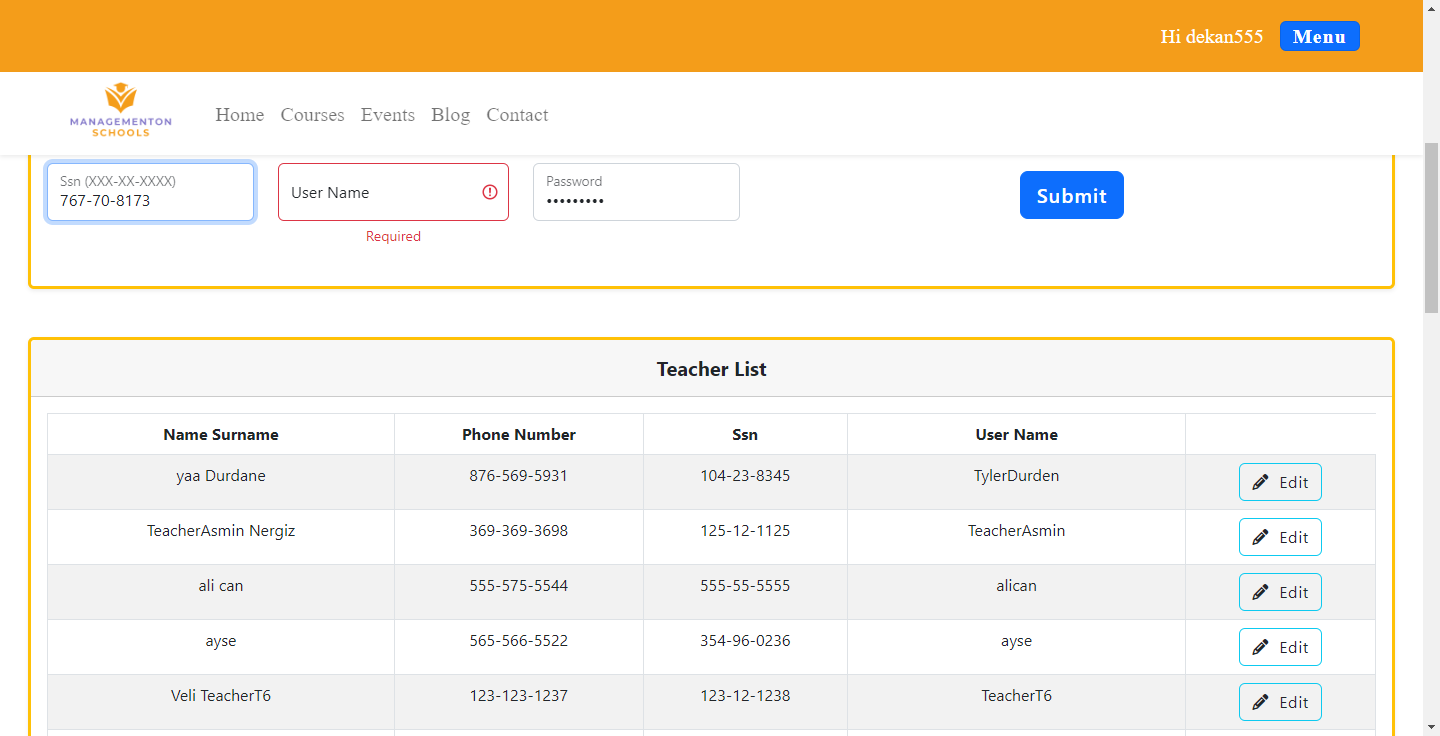 Hi dekan555 Menu
MANAGEMENTON
SCHOOLS
Home Courses Events Blog Contact
Ssn (XXX-XX-XXXX)
767-70-8173
User Name
Required
Password
•••••••••
Submit
Teacher List
Name Surname Phone Number Ssn User Name
yaa Durdane 876-569-5931 104-23-8345 TylerDurden Edit
TeacherAsmin Nergiz 369-369-3698 125-12-1125 TeacherAsmin Edit
ali can 555-575-5544 555-55-5555 alican Edit
ayse 565-566-5522 354-96-0236 ayse Edit
Veli TeacherT6 123-123-1237 123-12-1238 TeacherT6 Edit